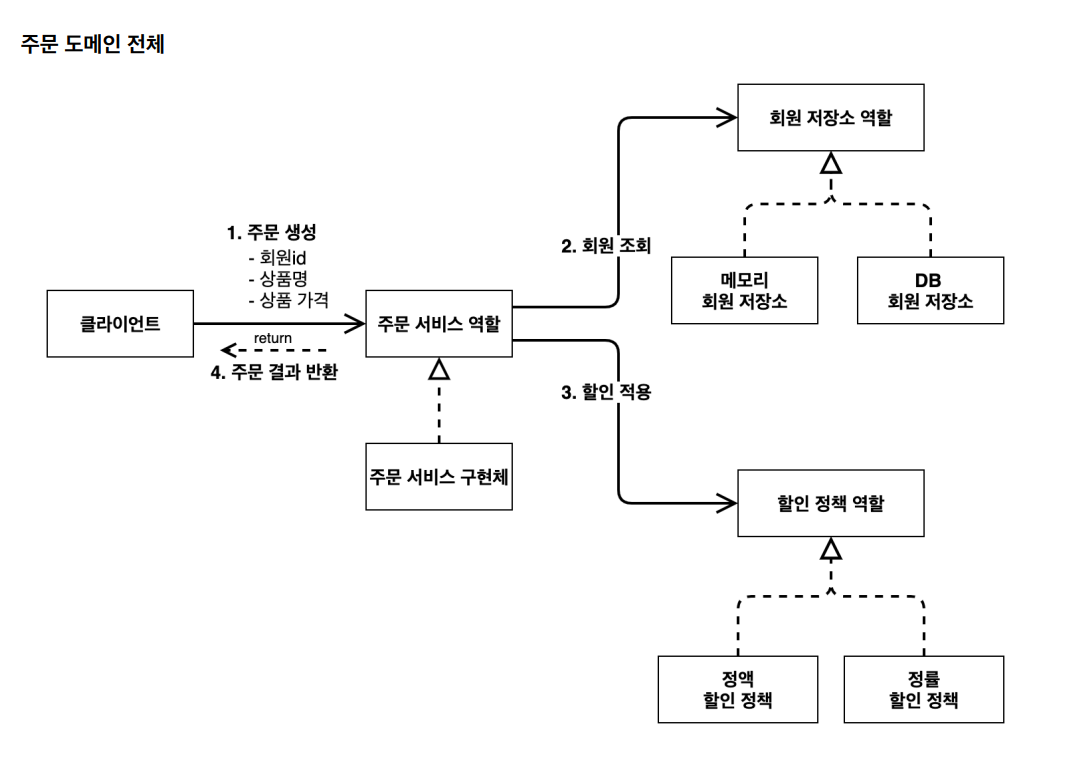 주문 도메인 전체
회원 저장소 역할
1. 주문 생성
- 회원id
- 상품명
- 상품 가격
2. 회원 조회
메모리
회원 저장소
DB
회원 저장소
클라이언트
주문 서비스 역할
return
4. 주문 결과 반환
3. 할인 적용
주문 서비스 구현체
할인 정책 역할
정액
할인 정책
정률
할인 정책